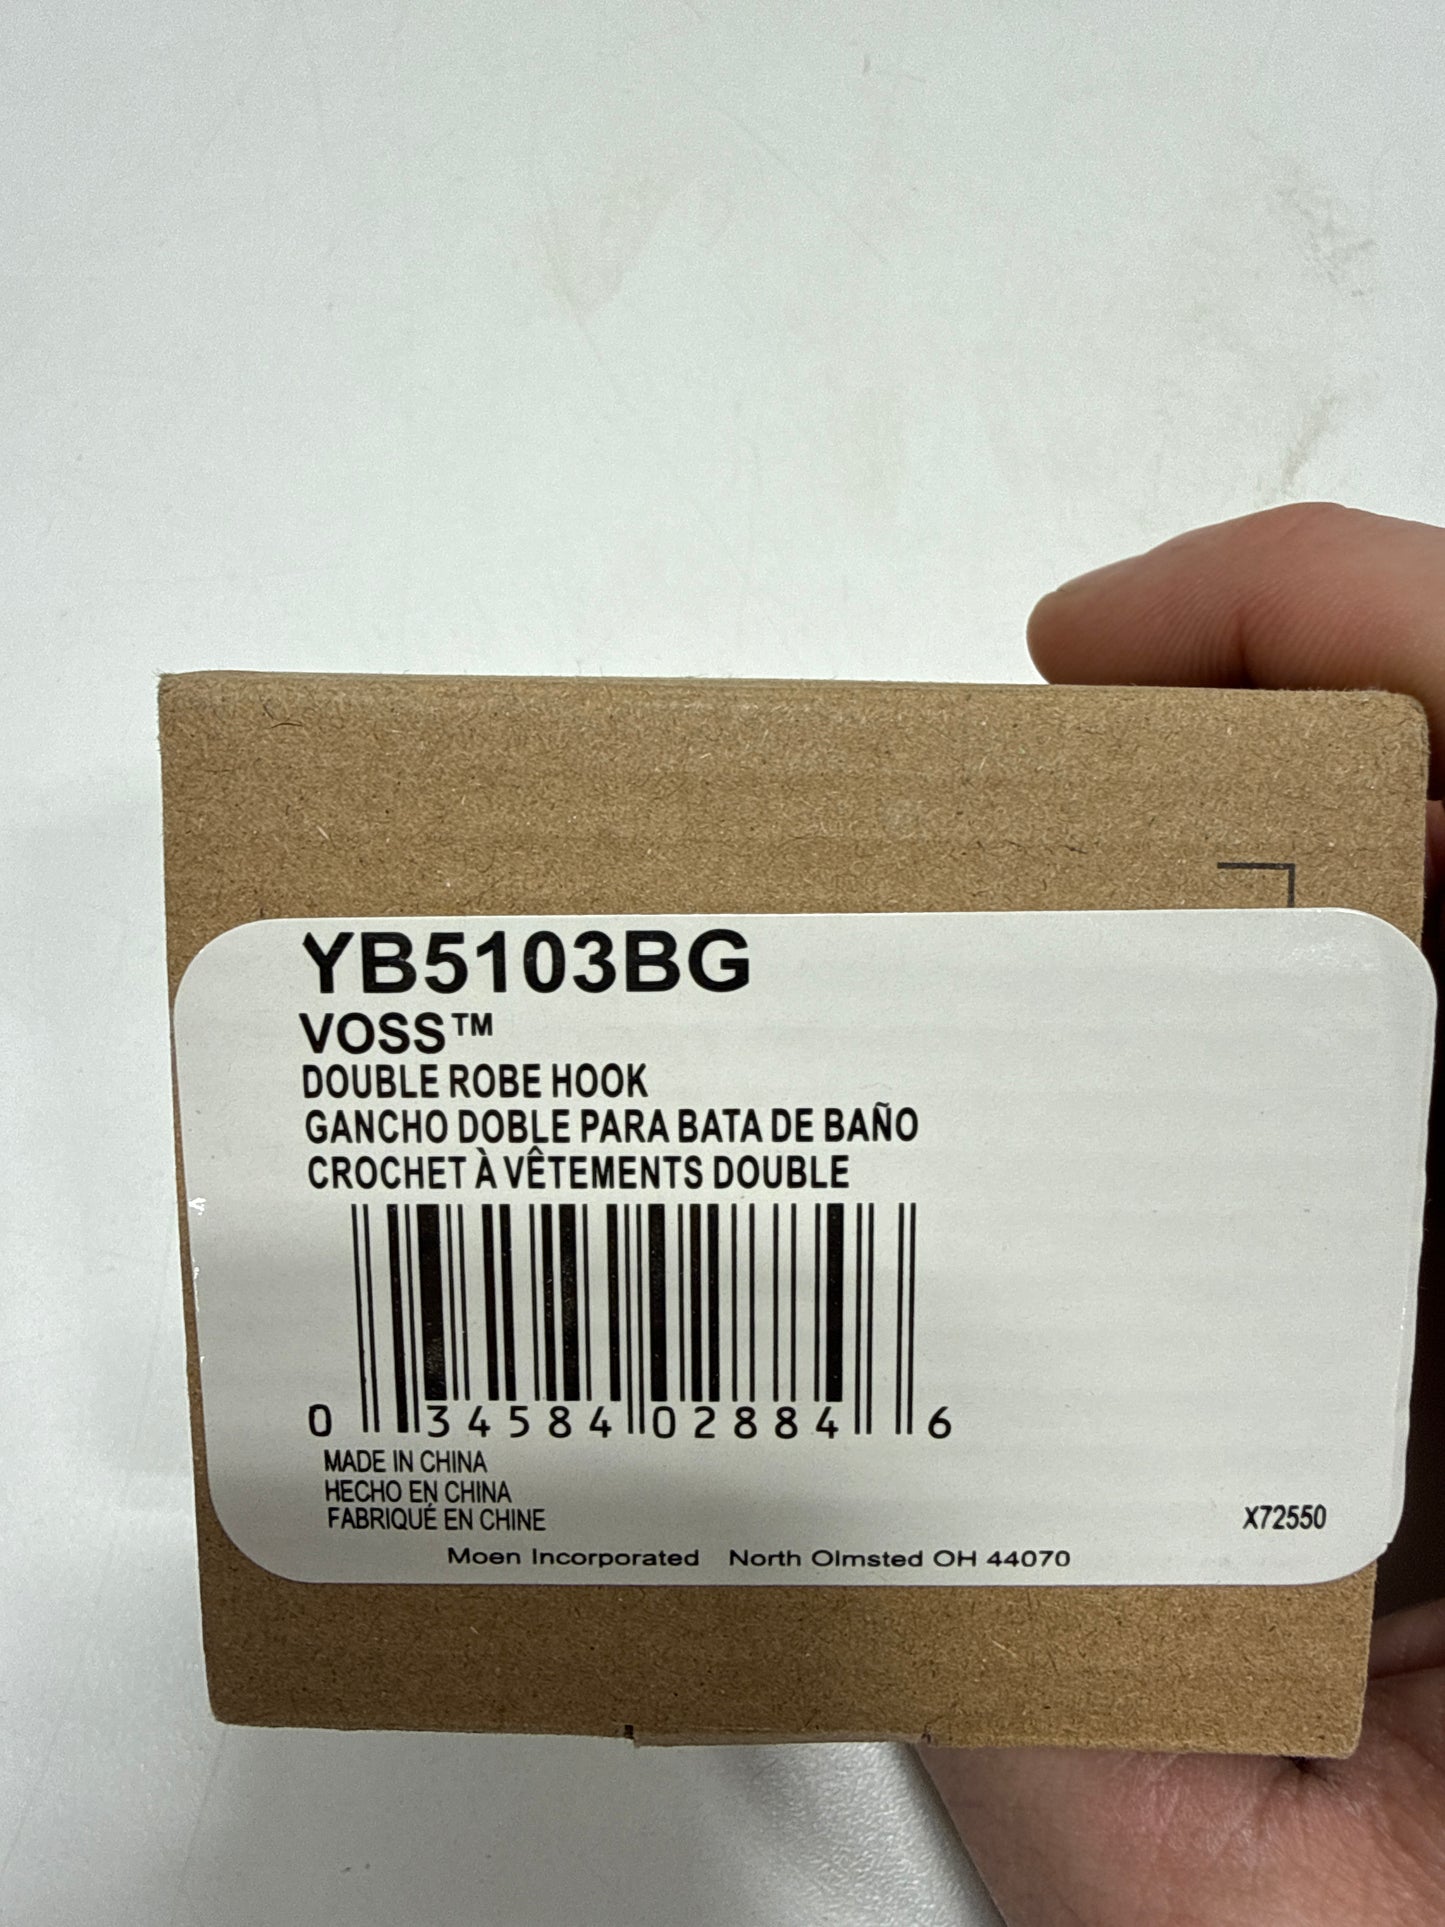 YB5103BG
VOSS™
DOUBLE ROBE HOOK
GANCHO DOBLE PARA BATA DE BAÑO
CROCHET À VÊTEMENTS DOUBLE
0 34584 02884 6
MADE IN CHINA
HECHO EN CHINA
FABRIQUÉ EN CHINE
X72550
Moen Incorporated North Olmsted OH 44070